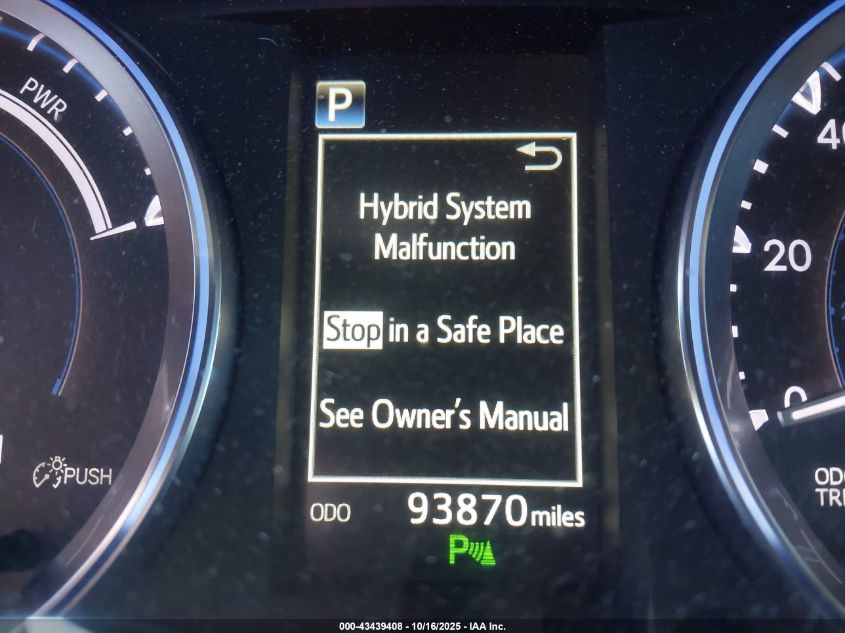 PWR
P
Hybrid System
Malfunction
Stop in a Safe Place
See Owner's Manual
ODO 93870 miles
P
PUSH
40
20
0
ODO
000-43439408 - 10/16/2025 - IAA Inc.